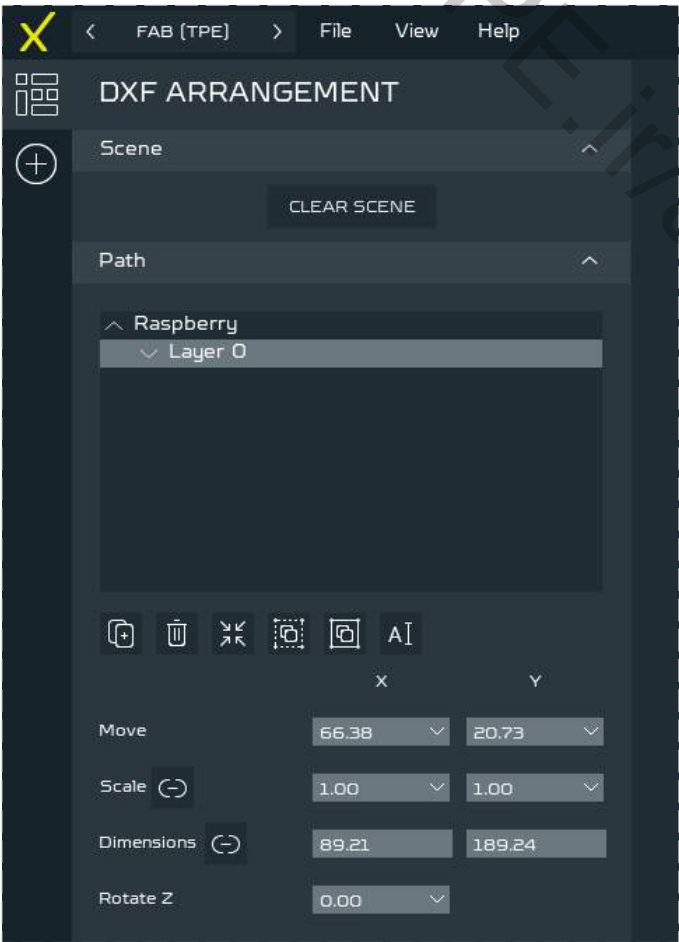 FAB (TPE) File View Help
DXF ARRANGEMENT
Scene
CLEAR SCENE
Path
Raspberry
Layer 0
A
X Y
Move 66.38 20.73
Scale 1.00 1.00
Dimensions 89.21 189.24
Rotate Z 0.00